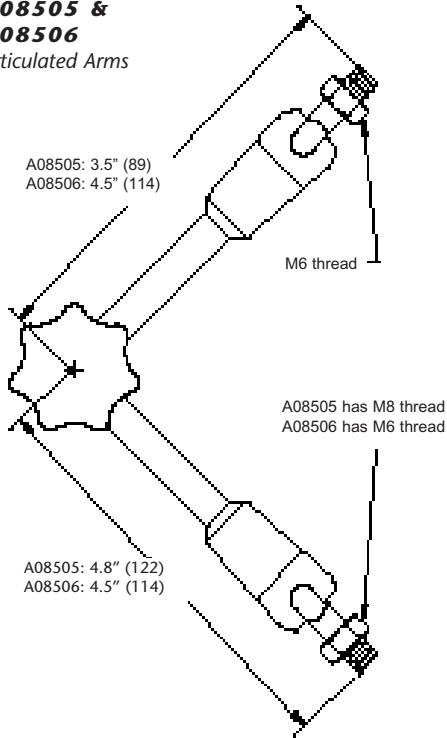 08505 &
08506
rticulated Arms
A08505: 3.5" (89)
A08506: 4.5" (114)
M6 thread
A08505 has M8 thread
A08506 has M6 thread
A08505: 4.8" (122)
A08506: 4.5" (114)